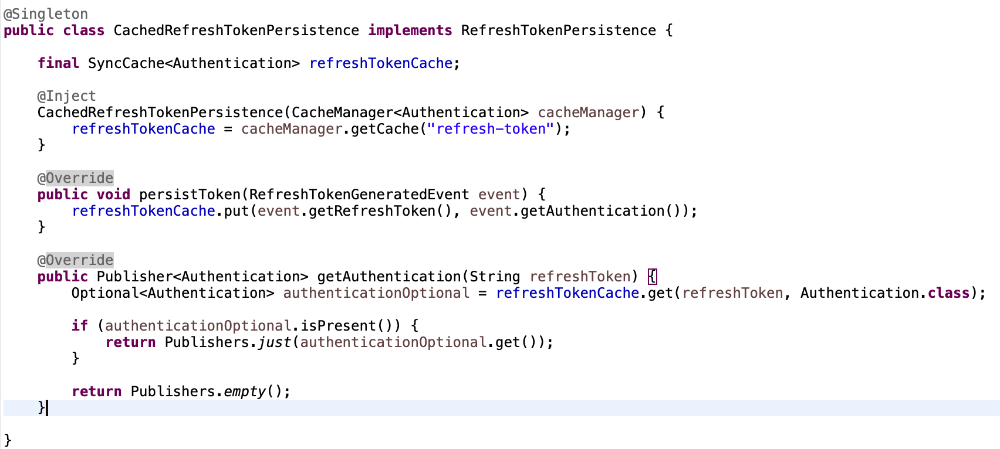 @Singleton
public class CachedRefreshTokenPersistence implements RefreshTokenPersistence {
final SyncCache<Authentication> refreshTokenCache;
@Inject
CachedRefreshTokenPersistence(CacheManager<Authentication> cacheManager) {
refreshTokenCache = cacheManager.getCache("refresh-token");
}
@Override
public void persistToken(RefreshTokenGeneratedEvent event) {
refreshTokenCache.put(event.getRefreshToken(), event.getAuthentication());
}
@Override
public Publisher<Authentication> getAuthentication(String refreshToken) {
Optional<Authentication> authenticationOptional = refreshTokenCache.get(refreshToken, Authentication.class);
if (authenticationOptional.isPresent()) {
return Publishers.just(authenticationOptional.get());
}
return Publishers.empty();
}
}